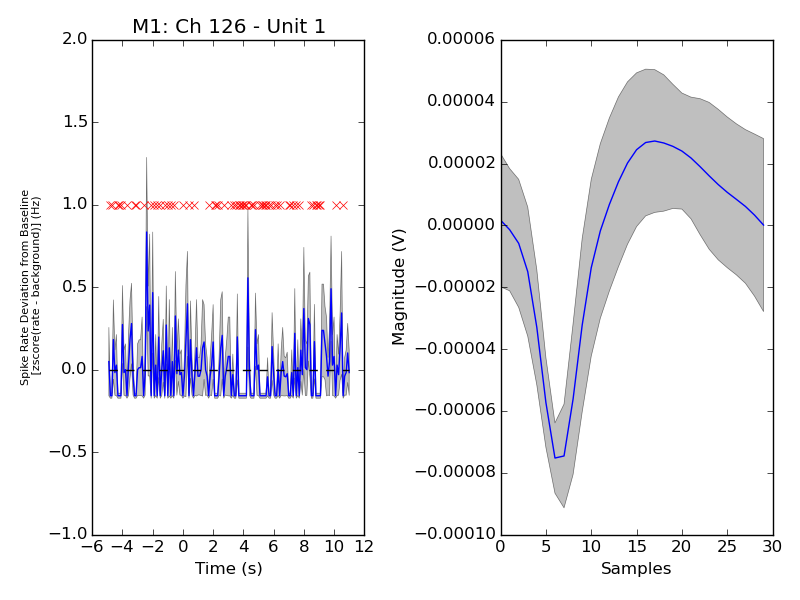 M1: Ch 126 - Unit 1
Spike Rate Deviation from Baseline
[zscore(rate - background)] (Hz)
2.0
1.5
1.0
0.5
0.0
−0.5
−1.0
−6 −4 −2 0 2 4 6 8 10 12
Time (s)
Magnitude (V)
0.00006
0.00004
0.00002
0.00000
−0.00002
−0.00004
−0.00006
−0.00008
−0.00010
0 5 10 15 20 25 30
Samples